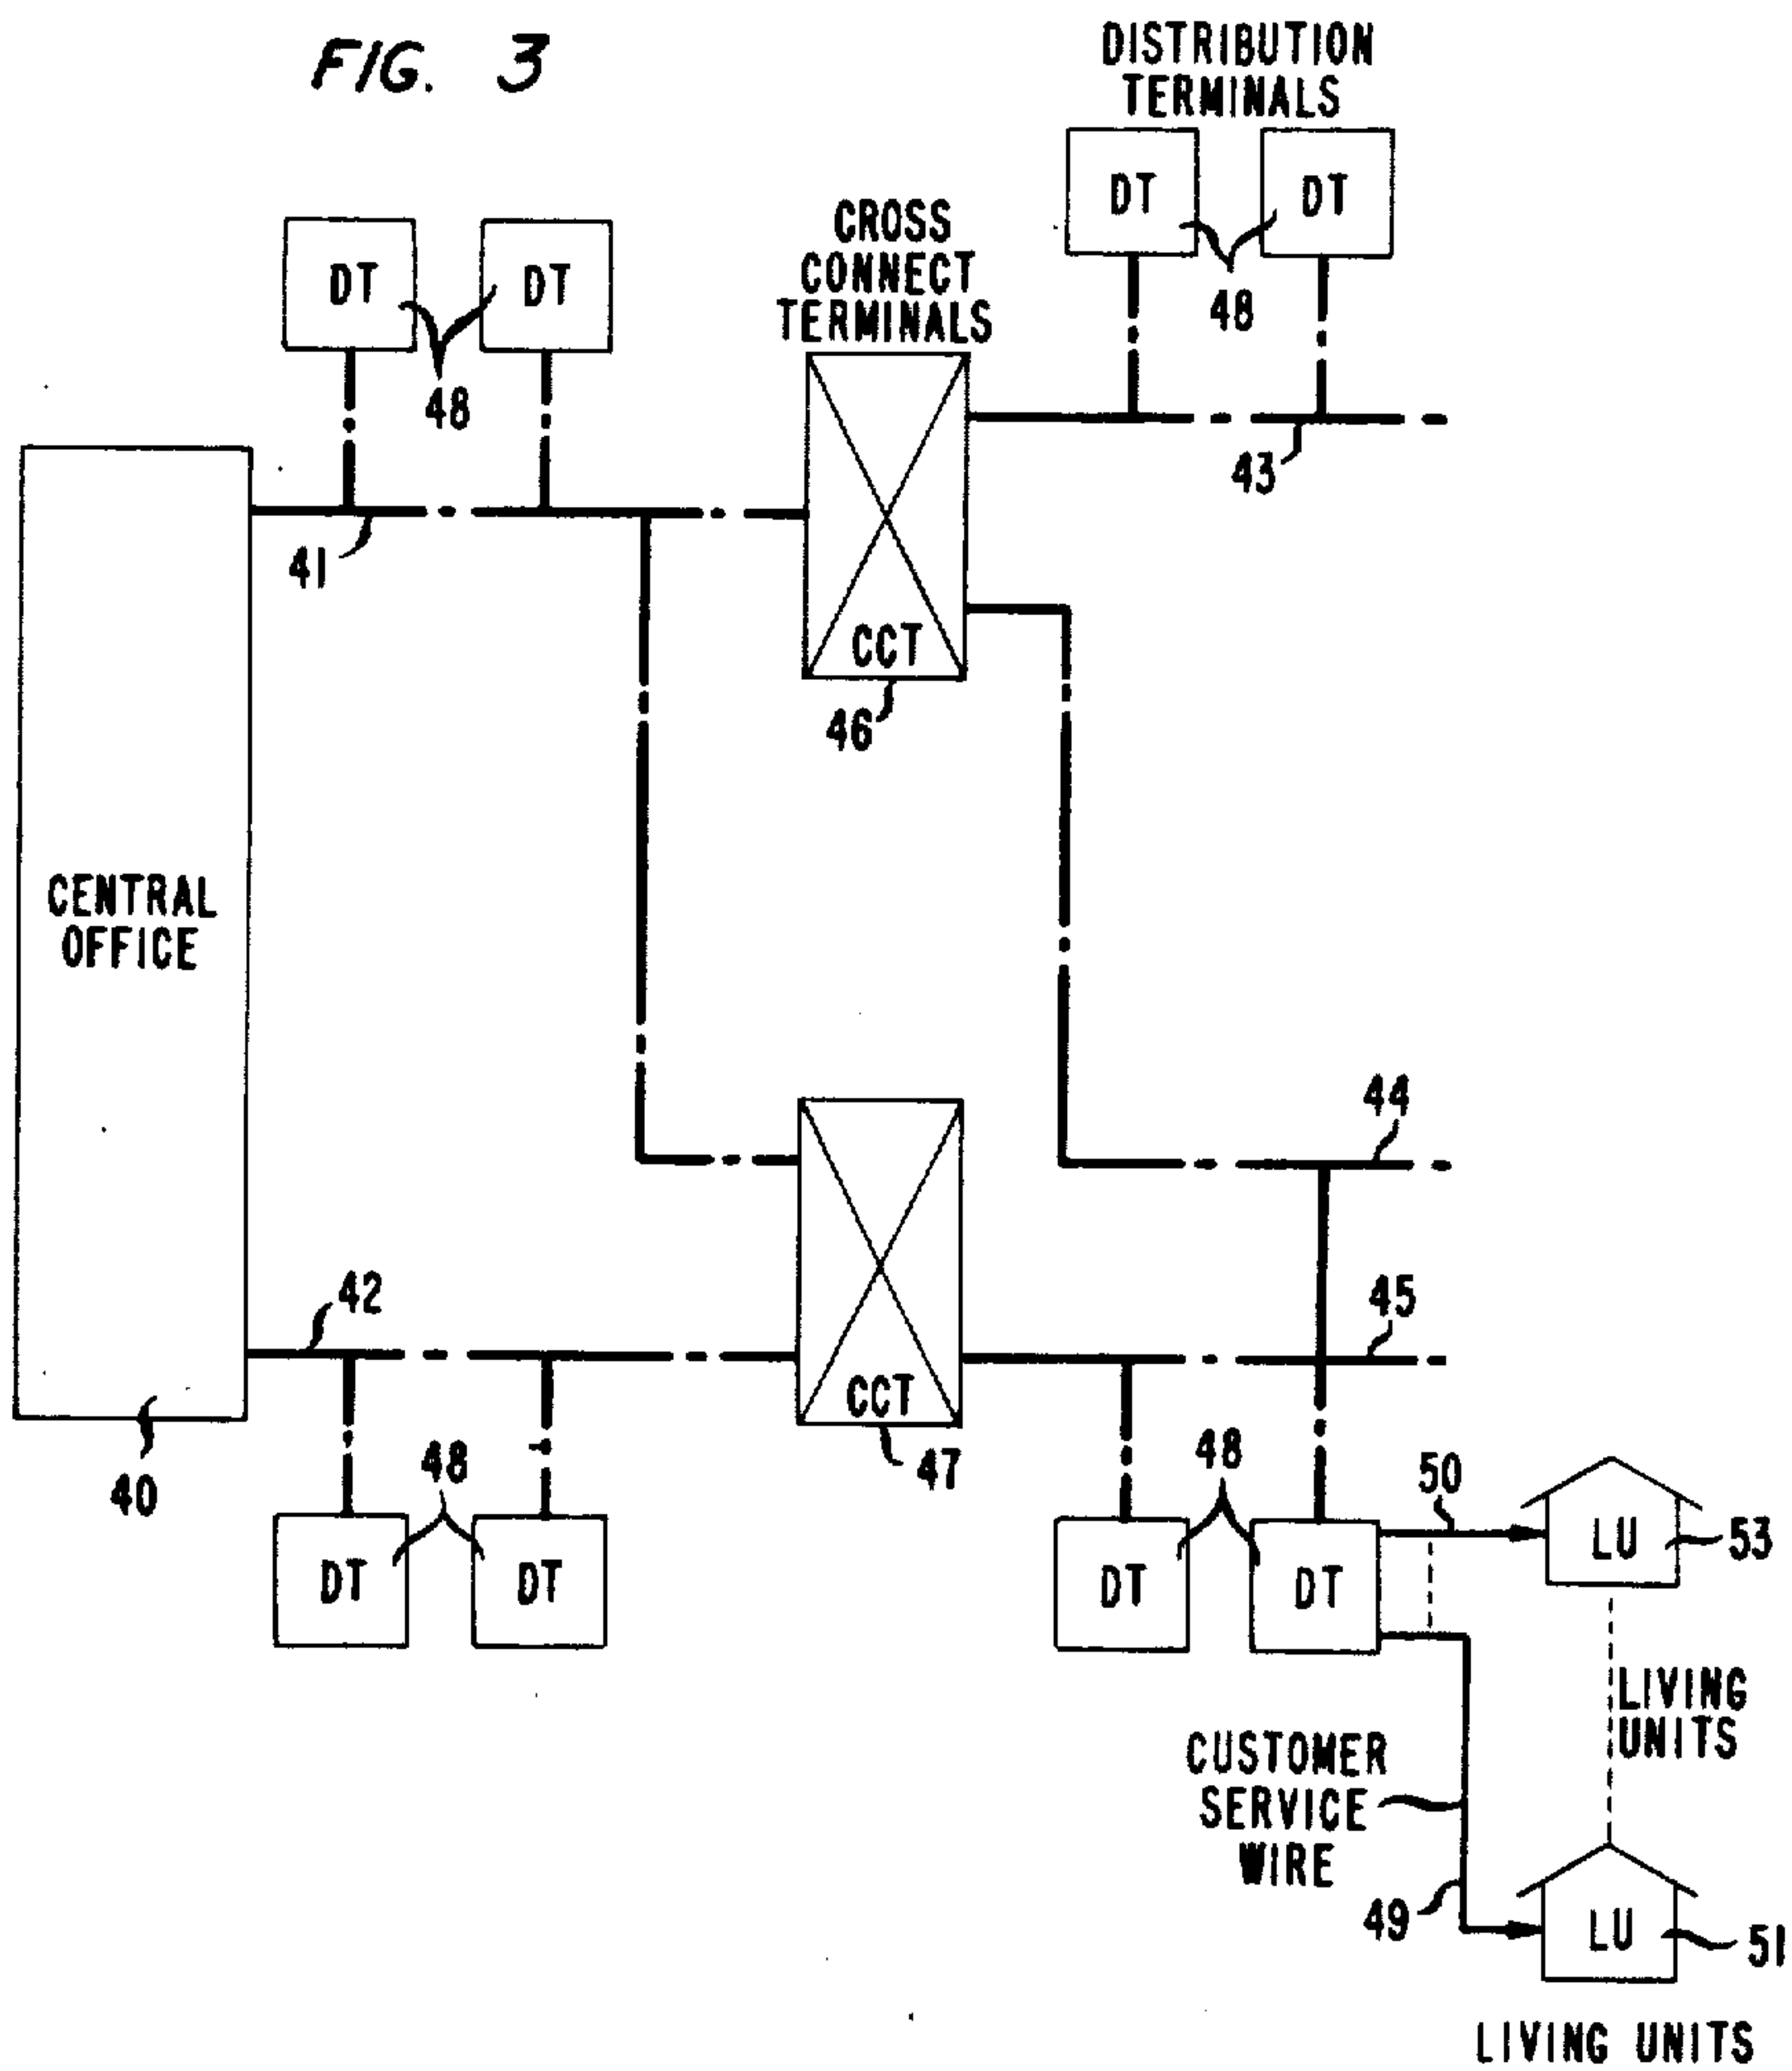 FIG. 3
DISTRIBUTION
TERMINALS
DT
DT
48
DT
DT
48
CROSS
CONNECT
TERMINALS
CCT
46
43
41
CENTRAL
OFFICE
40
44
42
45
CCT
47
48
DT
DT
48
DT
DT
50
LU
53
LIVING
UNITS
CUSTOMER
SERVICE
WIRE
49
LU
51
LIVING UNITS